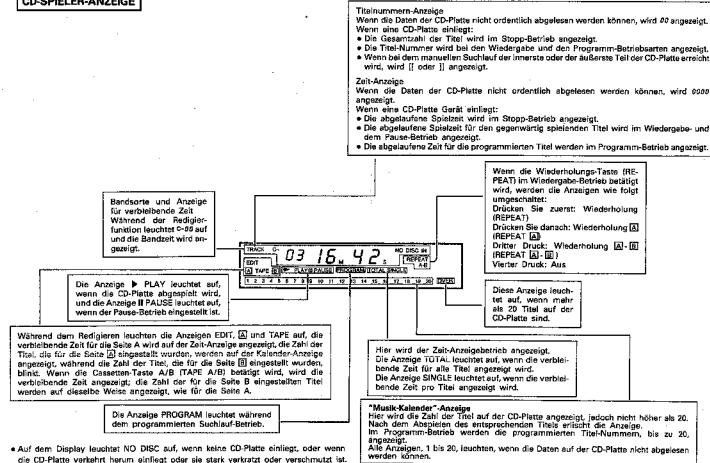 CD-SPIELER-ANZEIGE
Titelnummern-Anzeige
Wenn die Daten der CD-Platte nicht ordentlich abgelesen werden können, wird 00 angezeigt.
Wenn eine CD-Platte einliegt:
● Die Gesamtzahl der Titel wird im Stopp-Betrieb angezeigt.
● Die Titel-Nummer wird bei den Wiedergabe und den Programm-Betriebsarten angezeigt.
● Wenn bei dem manuellen Suchlauf der innerste oder der äußerste Teil der CD-Platte erreicht
wird, wird [[ oder ]] angezeigt.
Zeit-Anzeige
Wenn die Daten der CD-Platte nicht ordentlich abgelesen werden können, wird 0000
angezeigt.
Wenn eine CD-Platte Gerät einliegt:
● Die abgelaufene Spielzeit wird im Stopp-Betrieb angezeigt.
● Die abgelaufene Spielzeit für den gegenwärtig spielenden Titel wird im Wiedergabe- und
dem Pause-Betrieb angezeigt.
● Die abgelaufene Zeit für die programmierten Titel werden im Programm-Betrieb angezeigt.
Wenn die Wiederholungs-Taste (RE-
PEAT) im Wiedergabe-Betrieb betätigt
wird, werden die Anzeigen wie folgt
umgeschaltet:
Drücken Sie zuerst: Wiederholung
(REPEAT)
Drücken Sie danach: Wiederholung A
(REPEAT A)
Dritter Druck: Wiederholung A - B
(REPEAT A - B)
Vierter Druck: Aus
Bandsorte und Anzeige
für verbleibende Zeit
Während der Redigier-
funktion leuchtet C-00 auf
und die Bandzeit wird an-
gezeigt.
TRACK C- 03 16 M 42 S NO DISC IN
EDIT REPEAT
A-B
A TAPE B PLAY PAUSE PROGRAM TOTAL SINGLE
1 2 3 4 5 6 7 8 9 10 11 12 13 14 15 16 17 18 19 20 OVER
Die Anzeige ▶ PLAY leuchtet auf,
wenn die CD-Platte abgespielt wird,
und die Anzeige II PAUSE leuchtet auf,
wenn der Pause-Betrieb eingestellt ist.
Diese Anzeige leuch-
tet auf, wenn mehr
als 20 Titel auf der
CD-Platte sind.
Während dem Redigieren leuchten die Anzeigen EDIT, A und TAPE auf, die
verbleibende Zeit für die Seite A wird auf der Zeit-Anzeige angezeigt, die Zahl der
Titel, die für die Seite A eingestellt wurden, werden auf der Kalender-Anzeige
angezeigt, während die Zahl der Titel, die für die Seite B eingestellt wurden,
blinkt. Wenn die Cassetten-Taste A/B (TAPE A/B) betätigt wird, wird die
verbleibende Zeit angezeigt; die Zahl der für die Seite B eingestellten Titel
werden auf dieselbe Weise angezeigt, wie für die Seite A.
Hier wird der Zeit-Anzeigebetrieb angezeigt.
Die Anzeige TOTAL leuchtet auf, wenn die verblei-
bende Zeit für alle Titel angezeigt wird.
Die Anzeige SINGLE leuchtet auf, wenn die verblei-
bende Zeit pro Titel angezeigt wird.
Die Anzeige PROGRAM leuchtet während
dem programmierten Suchlauf-Betrieb.
"Musik-Kalender"-Anzeige
Hier wird die Zahl der Titel auf der CD-Platte angezeigt, jedoch nicht höher als 20.
Nach dem Abspielen des entsprechenden Titels erlischt die Anzeige.
Im Programm-Betrieb werden die programmierten Titel-Nummern, bis zu 20,
angezeigt.
Alle Anzeigen, 1 bis 20, leuchten, wenn die Daten der CD-Platte nicht abgelesen
werden können.
● Auf dem Display leuchtet NO DISC auf, wenn keine CD-Platte einliegt, oder wenn
die CD-Platte verkehrt herum einliegt oder sie stark verkratzt oder verschmutzt ist.